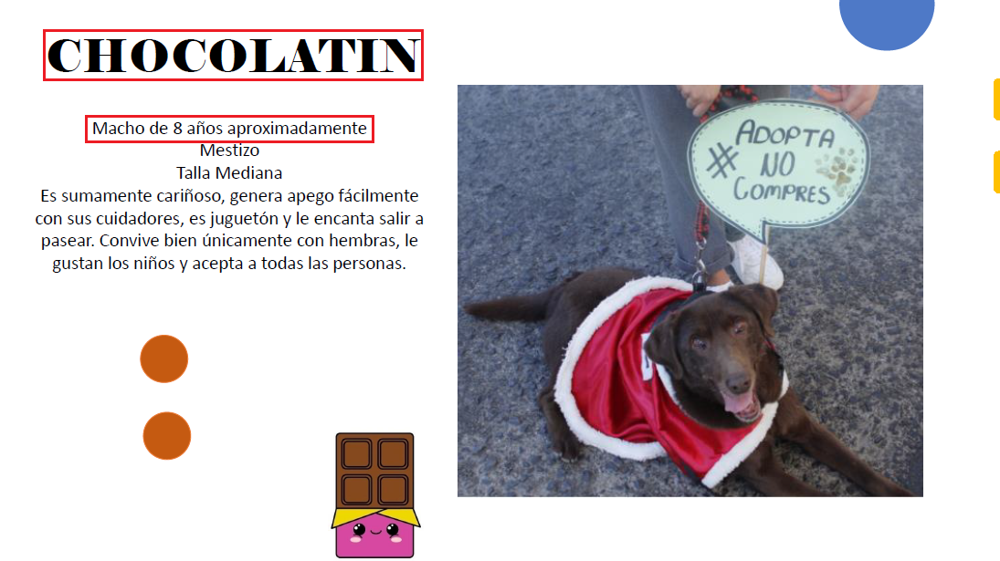 CHOCOLATIN
Macho de 8 años aproximadamente
Mestizo
Talla Mediana
Es sumamente cariñoso, genera apego fácilmente
con sus cuidadores, es juguetón y le encanta salir a
pasear. Convive bien únicamente con hembras, le
gustan los niños y acepta a todas las personas.
ADOPTA
# NO
COMPRES